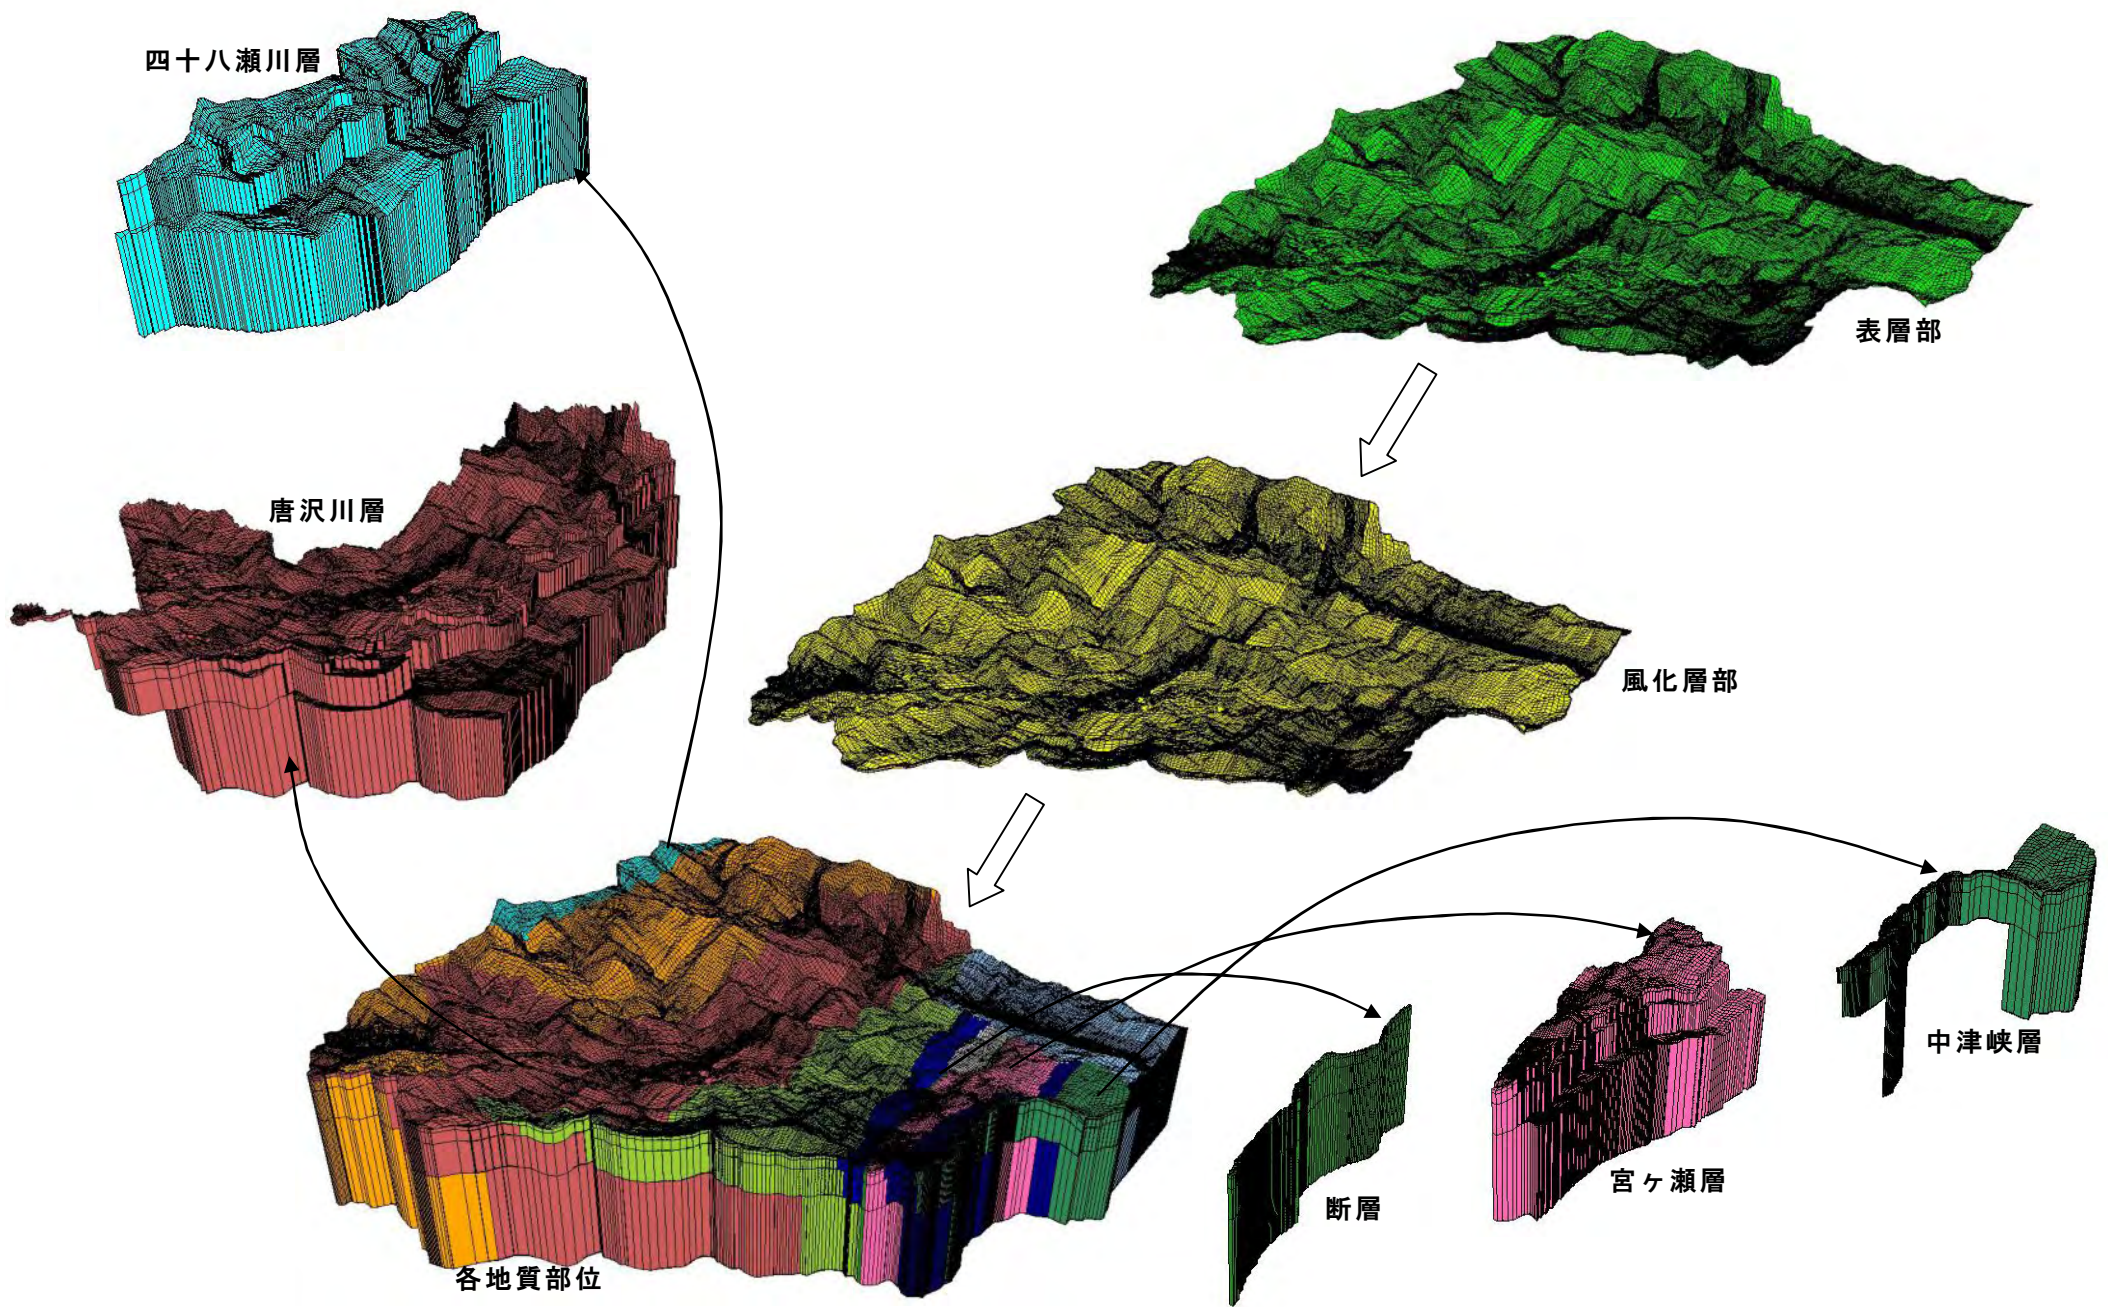 四十八瀬川層
表層部
唐沢川層
風化層部
中津峡層
宮ヶ瀬層
断層
各地質部位